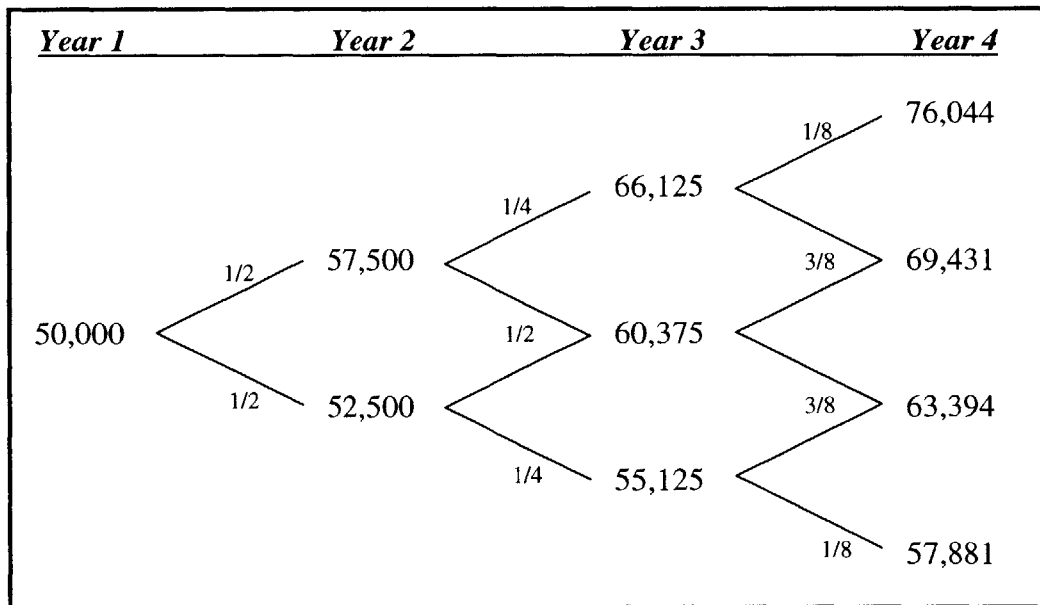 Year 1 Year 2 Year 3 Year 4
76,044
1/8
66,125
1/4
57,500 3/8 69,431
1/2
50,000 1/2 60,375
1/2 52,500 3/8 63,394
1/4 55,125
1/8 57,881